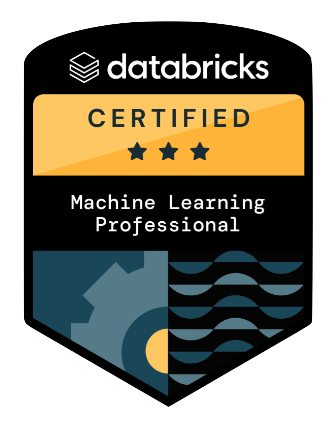 databricks
CERTIFIED
Machine Learning
Professional